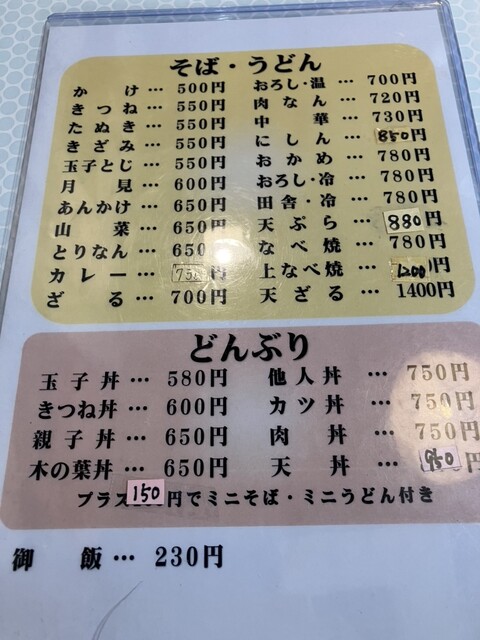 そば・うどん
かけ … 500円
きつね … 550円
たぬき … 550円
きざみ … 550円
玉子とじ … 550円
月見 … 600円
あんかけ … 650円
山菜 … 650円
とりなん … 650円
カレー … 750円
ざる … 700円
おろし・温 … 700円
肉なん … 720円
中華 … 730円
にしん … 850円
おかめ … 780円
おろし・冷 … 780円
田舎・冷 … 780円
天ぷら … 880円
なべ焼 … 780円
上なべ焼 … 1200円
天ざる … 1400円
どんぶり
玉子丼 … 580円
きつね丼 … 600円
親子丼 … 650円
木の葉丼 … 650円
他人丼 … 750円
カツ丼 … 750円
肉丼 … 750円
天丼 … 950円
プラス150円でミニそば・ミニうどん付き
御飯 … 230円